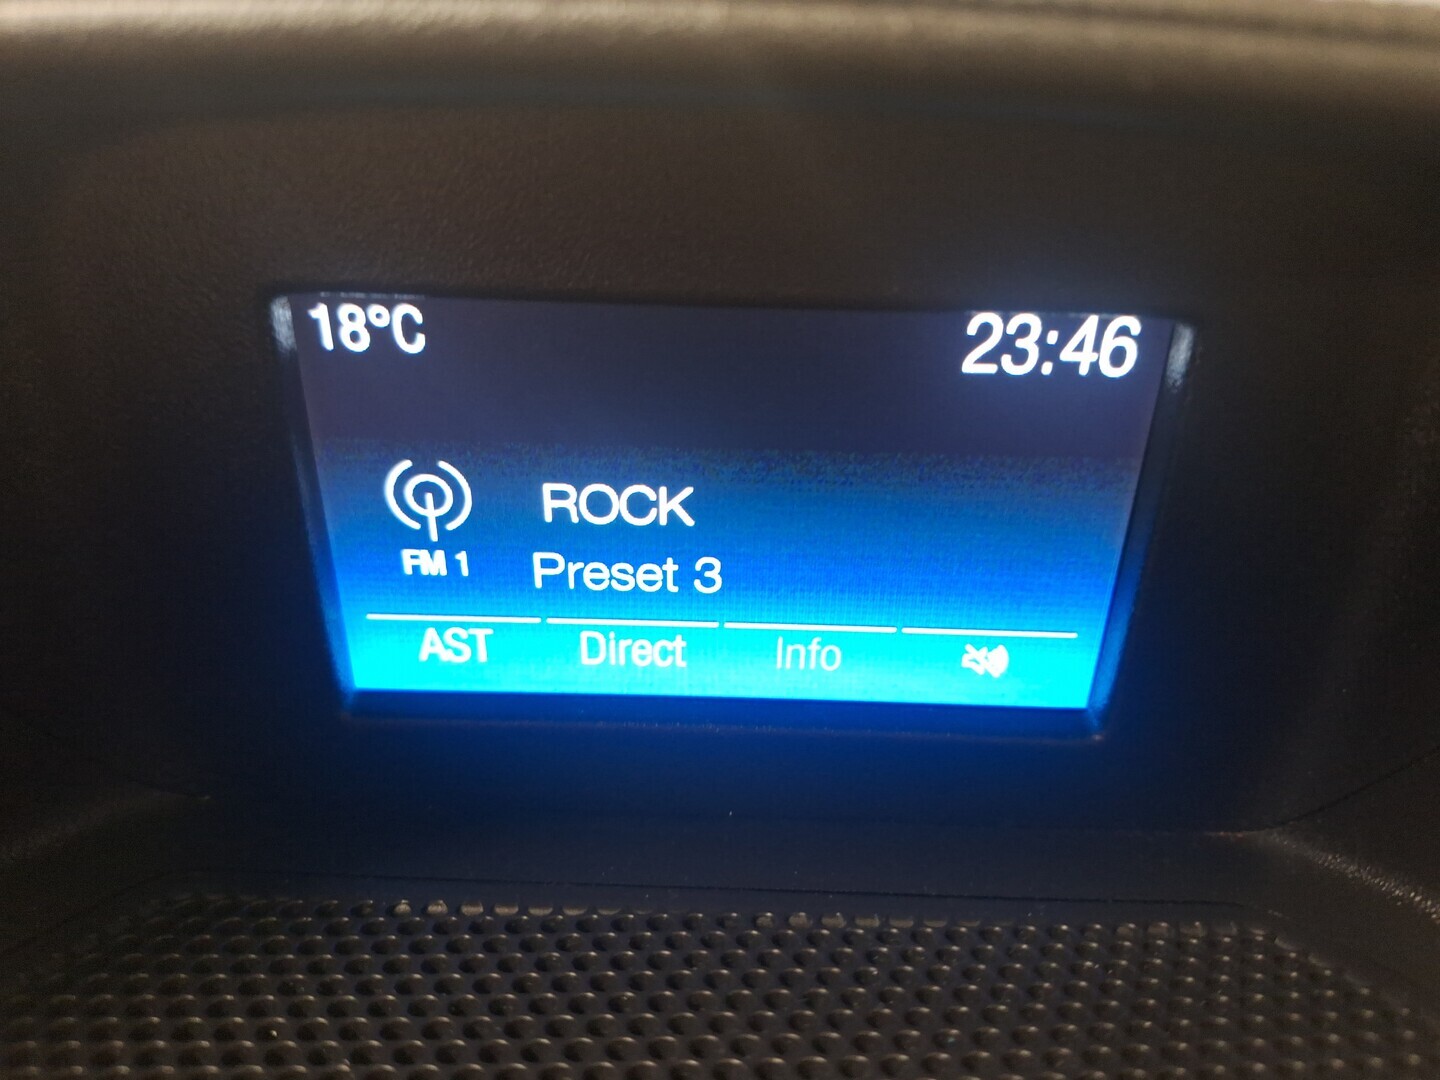 18°C
23:46
ROCK
FM 1
Preset 3
AST Direct Info